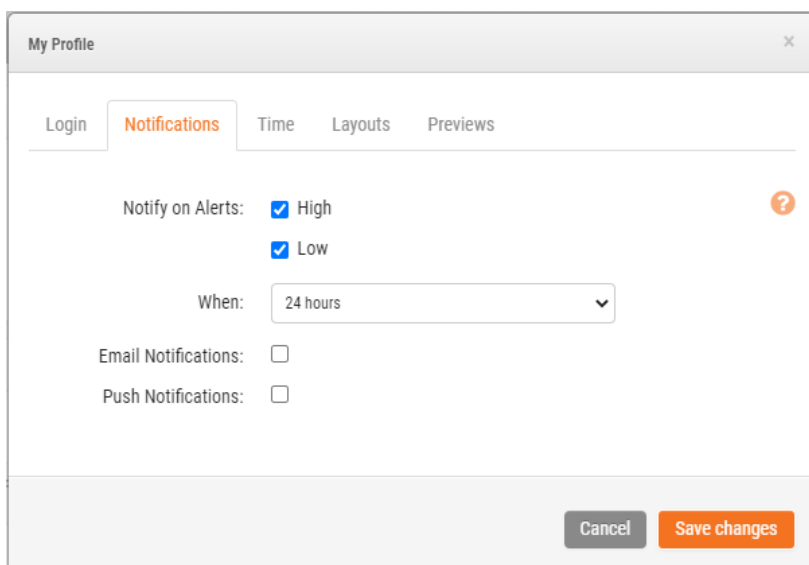 My Profile ×
Login Notifications Time Layouts Previews
Notify on Alerts: High ?
Low
When: 24 hours
Email Notifications:
Push Notifications:
Cancel Save changes